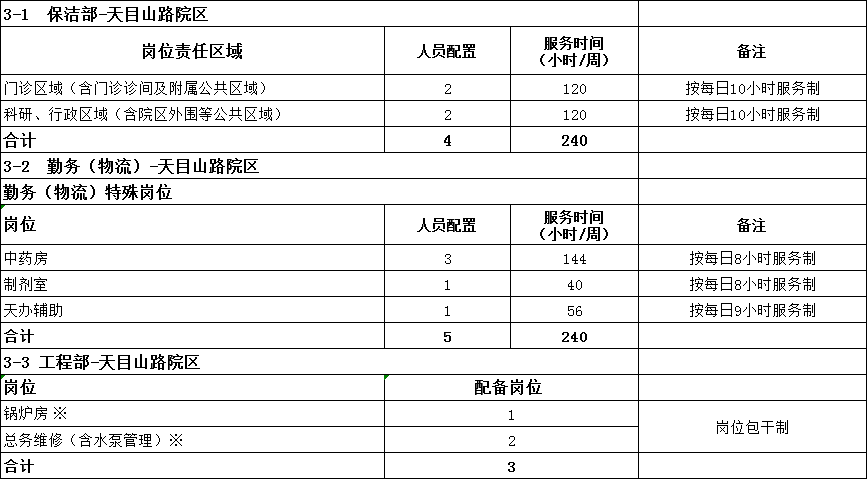 3-1 保洁部-天目山路院区
岗位责任区域 人员配置 服务时间（小时/周） 备注
门诊区域（含门诊诊间及附属公共区域） 2 120 按每日10小时服务制
科研、行政区域（含院区外围等公共区域） 2 120 按每日10小时服务制
合计 4 240
3-2 勤务（物流）-天目山路院区
勤务（物流）特殊岗位
岗位 人员配置 服务时间（小时/周） 备注
中药房 3 144 按每日8小时服务制
制剂室 1 40 按每日8小时服务制
天办辅助 1 56 按每日9小时服务制
合计 5 240
3-3 工程部-天目山路院区
岗位 配备岗位
锅炉房※ 1 岗位包干制
总务维修（含水泵管理）※ 2
合计 3